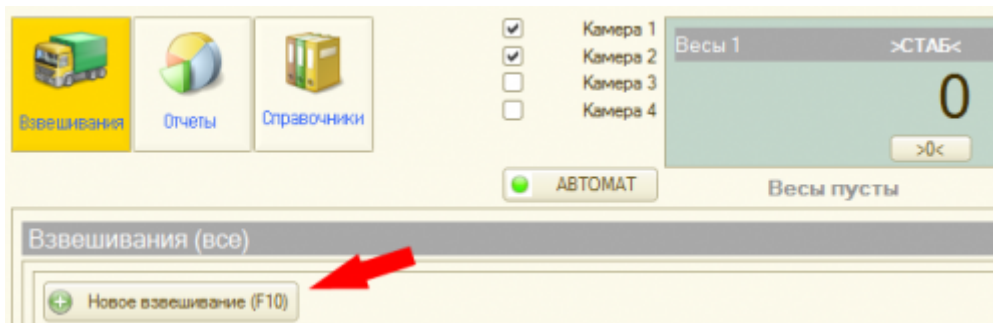 Взвешивания
Отчеты
Справочники
Камера 1
Камера 2
Камера 3
Камера 4
АВТОМАТ
Весы 1 >СТАБ<
0
>0<
Весы пусты
Взвешивания (все)
Новое взвешивание (F10)